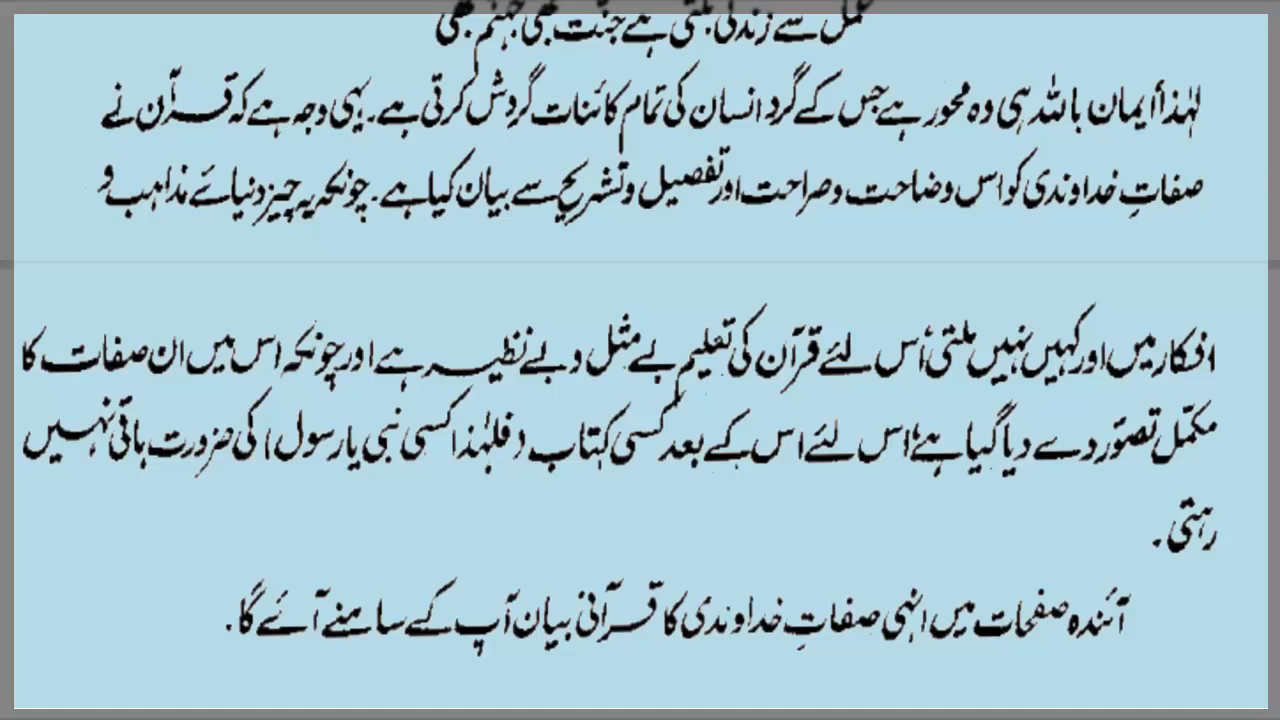 عمل سے زندگی بنتی ہے جنت بھی جہنم بھی
لہٰذا ایمان باللہ ہی وہ محور ہے جس کے گرد انسان کی تمام کائنات گردش کرتی ہے۔ یہی وجہ ہے کہ قرآن نے
صفاتِ خداوندی کو اس وضاحت و صراحت اور تفصیل و تشریح سے بیان کیا ہے۔ چونکہ یہ چیز دنیائے مذاہب و
افکار میں اور کہیں نہیں ملتی اس لئے قرآن کی تعلیم بے مثل و بے نظیر ہے اور چونکہ اس میں ان صفات کا
مکمّل تصوّر دے دیا گیا ہے، اس لئے اس کے بعد کسی کتاب (فلہٰذا کسی نبی یا رسول) کی ضرورت باقی نہیں
رہتی۔
آئندہ صفحات میں انہی صفاتِ خداوندی کا قرآنی بیان آپ کے سامنے آئے گا۔